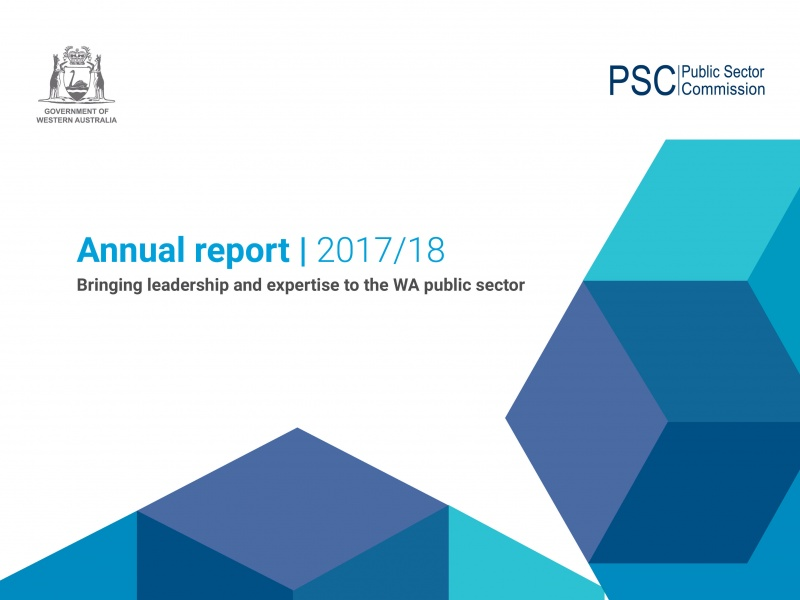 GOVERNMENT OF
WESTERN AUSTRALIA
PSC
Public Sector
Commission
Annual report | 2017/18
Bringing leadership and expertise to the WA public sector